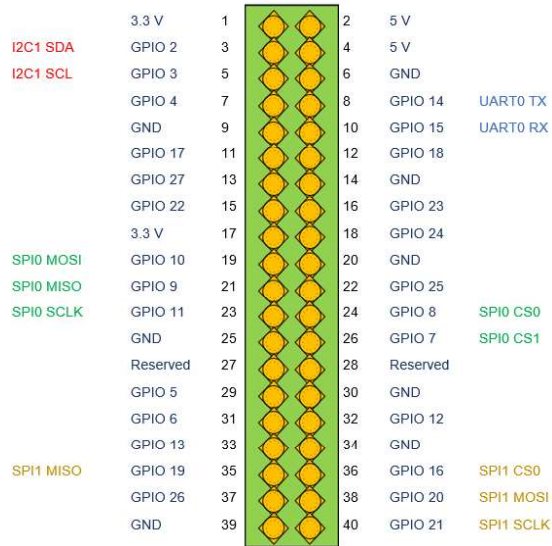 3.3 V 1 2 5 V
I2C1 SDA GPIO 2 3 4 5 V
I2C1 SCL GPIO 3 5 6 GND
GPIO 4 7 8 GPIO 14 UART0 TX
GND 9 10 GPIO 15 UART0 RX
GPIO 17 11 12 GPIO 18
GPIO 27 13 14 GND
GPIO 22 15 16 GPIO 23
3.3 V 17 18 GPIO 24
SPI0 MOSI GPIO 10 19 20 GND
SPI0 MISO GPIO 9 21 22 GPIO 25
SPI0 SCLK GPIO 11 23 24 GPIO 8 SPI0 CS0
GND 25 26 GPIO 7 SPI0 CS1
Reserved 27 28 Reserved
GPIO 5 29 30 GND
GPIO 6 31 32 GPIO 12
GPIO 13 33 34 GND
SPI1 MISO GPIO 19 35 36 GPIO 16 SPI1 CS0
GPIO 26 37 38 GPIO 20 SPI1 MOSI
GND 39 40 GPIO 21 SPI1 SCLK